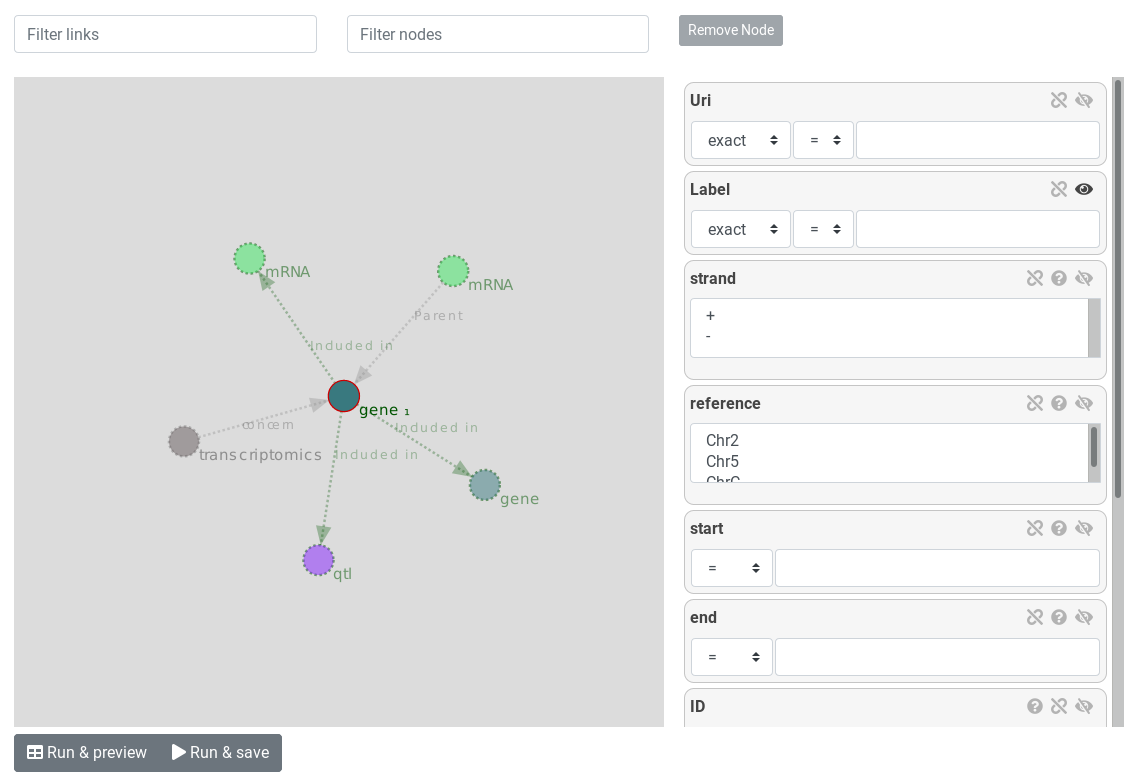 Filter links
Filter nodes
Remove Node
mRNA
mRNA
Parent
Included in
gene ₁
concern
Included in
transcriptomics
Included in
gene
qtl
Uri
exact
=
Label
exact
=
strand
+
-
reference
Chr2
Chr5
ChrC
start
=
end
=
ID
Run & preview
Run & save